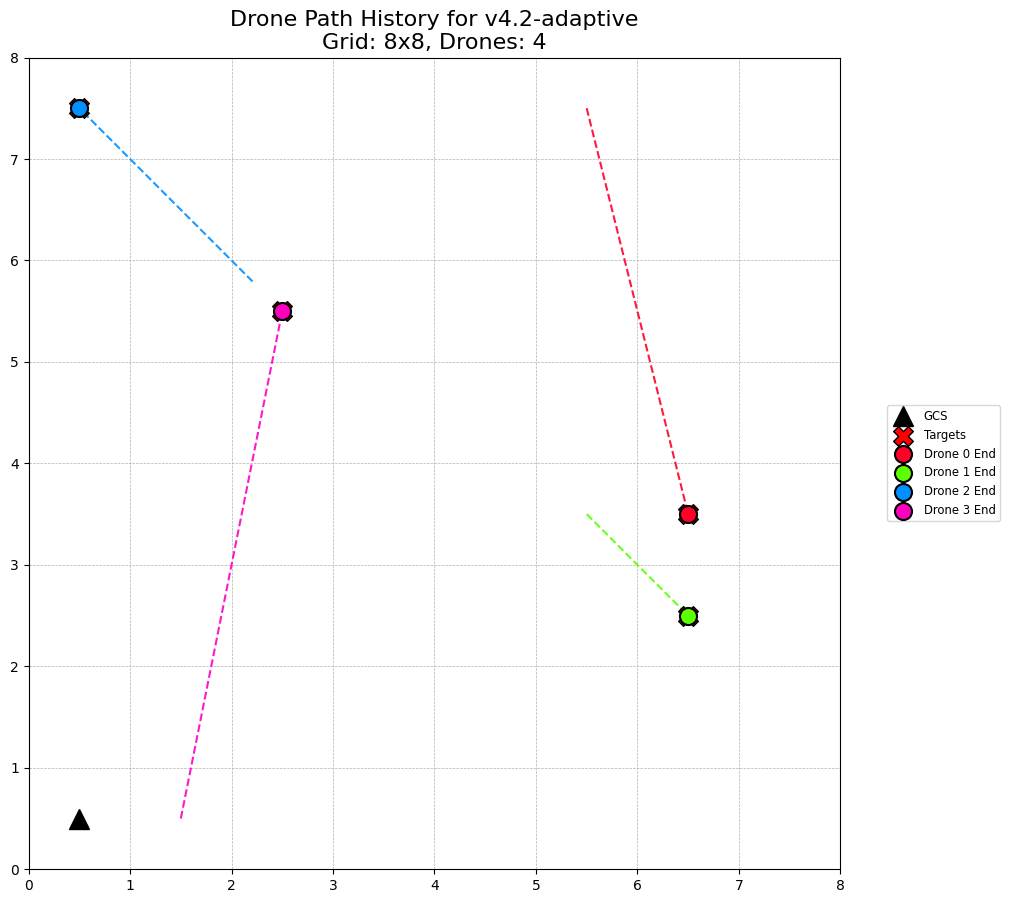 Drone Path History for v4.2-adaptive
Grid: 8x8, Drones: 4
8
7
6
5
4
3
2
1
0
0 1 2 3 4 5 6 7 8
GCS
Targets
Drone 0 End
Drone 1 End
Drone 2 End
Drone 3 End